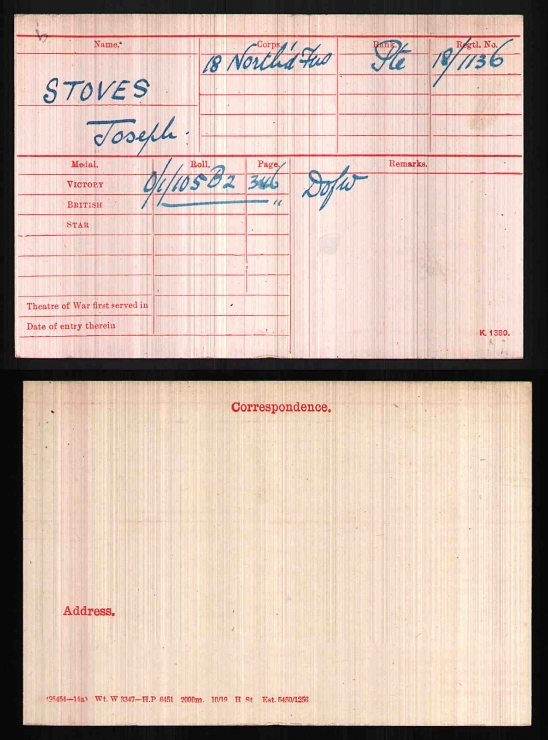 Name.* Corps. Rank. Regtl. No.
18 North'd Fus Pte 18/1136
STOVES
Joseph.
Medal. Roll. Page. Remarks.
VICTORY O/1/105 B2 346 DofW
BRITISH " 
STAR
Theatre of War first served in
Date of entry therein
K. 1380.
Correspondence.
Address.
Wt. W 3347—H.P 6451 2000m. 10/18 H St. Est. 5450/1256